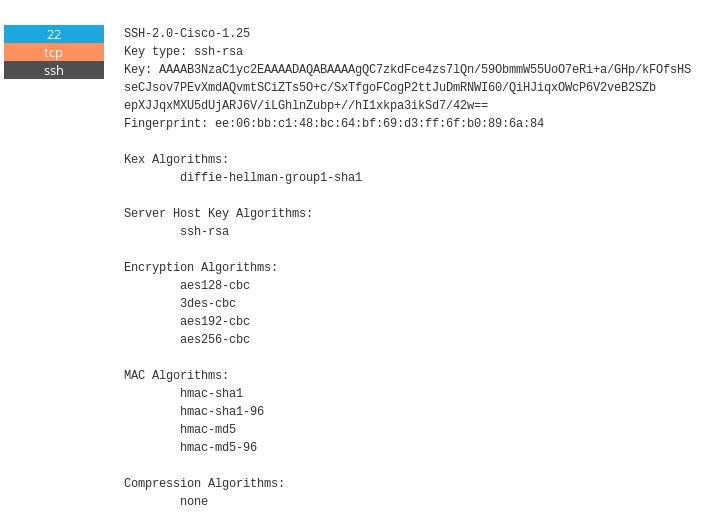 22
tcp
ssh
SSH-2.0-Cisco-1.25
Key type: ssh-rsa
Key: AAAAB3NzaC1yc2EAAAADAQABAAAAgQC7zkdFce4zs7lQn/59ObmmW55UoO7eRi+a/GHp/kFOfsHS
seCJsov7PEvXmdAQvmtSCiZTs5O+c/SxTfgoFCogP2ttJuDmRNWI60/QiHJiqxOWcP6V2veB2SZb
epXJJqxMXU5dUjARJ6V/iLGhlnZubp+//hI1xkpa3ikSd7/42w==
Fingerprint: ee:06:bb:c1:48:bc:64:bf:69:d3:ff:6f:b0:89:6a:84
Kex Algorithms:
diffie-hellman-group1-sha1
Server Host Key Algorithms:
ssh-rsa
Encryption Algorithms:
aes128-cbc
3des-cbc
aes192-cbc
aes256-cbc
MAC Algorithms:
hmac-sha1
hmac-sha1-96
hmac-md5
hmac-md5-96
Compression Algorithms:
none